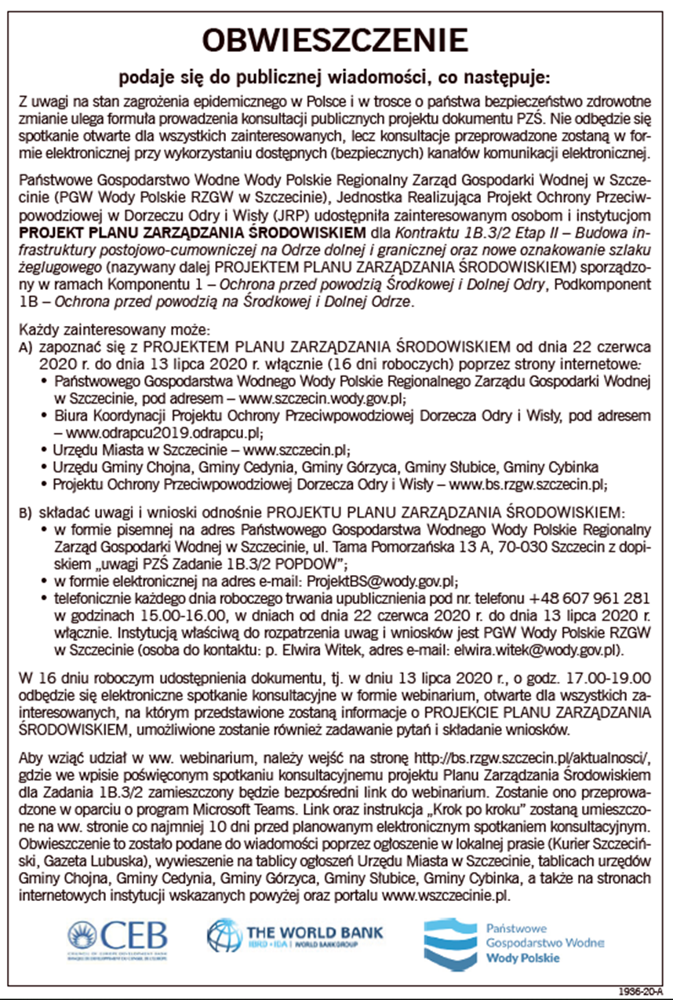 OBWIESZCZENIE
podaje się do publicznej wiadomości, co następuje:
Z uwagi na stan zagrożenia epidemicznego w Polsce i w trosce o państwa bezpieczeństwo zdrowotne
zmianie ulega formuła prowadzenia konsultacji publicznych projektu dokumentu PZŚ. Nie odbędzie się
spotkanie otwarte dla wszystkich zainteresowanych, lecz konsultacje przeprowadzone zostaną w for-
mie elektronicznej przy wykorzystaniu dostępnych (bezpiecznych) kanałów komunikacji elektronicznej.
Państwowe Gospodarstwo Wodne Wody Polskie Regionalny Zarząd Gospodarki Wodnej w Szcze-
cinie (PGW Wody Polskie RZGW w Szczecinie), Jednostka Realizująca Projekt Ochrony Przeciw-
powodziowej w Dorzeczu Odry i Wisły (JRP) udostępniła zainteresowanym osobom i instytucjom
PROJEKT PLANU ZARZĄDZANIA ŚRODOWISKIEM dla Kontraktu 1B.3/2 Etap II – Budowa in-
frastruktury postojowo-cumowniczej na Odrze dolnej i granicznej oraz nowe oznakowanie szlaku
żeglugowego (nazywany dalej PROJEKTEM PLANU ZARZĄDZANIA ŚRODOWISKIEM) sporządzo-
ny w ramach Komponentu 1 – Ochrona przed powodzią Środkowej i Dolnej Odry, Podkomponent
1B – Ochrona przed powodzią na Środkowej i Dolnej Odrze.
Każdy zainteresowany może:
A) zapoznać się z PROJEKTEM PLANU ZARZĄDZANIA ŚRODOWISKIEM od dnia 22 czerwca
2020 r. do dnia 13 lipca 2020 r. włącznie (16 dni roboczych) poprzez strony internetowe:
• Państwowego Gospodarstwa Wodnego Wody Polskie Regionalnego Zarządu Gospodarki Wodnej
w Szczecinie, pod adresem – www.szczecin.wody.gov.pl;
• Biura Koordynacji Projektu Ochrony Przeciwpowodziowej Dorzecza Odry i Wisły, pod adresem
– www.odrapcu2019.odrapcu.pl;
• Urzędu Miasta w Szczecinie – www.szczecin.pl;
• Urzędu Gminy Chojna, Gminy Cedynia, Gminy Górzyca, Gminy Słubice, Gminy Cybinka
• Projektu Ochrony Przeciwpowodziowej Dorzecza Odry i Wisły – www.bs.rzgw.szczecin.pl;
B) składać uwagi i wnioski odnośnie PROJEKTU PLANU ZARZĄDZANIA ŚRODOWISKIEM:
• w formie pisemnej na adres Państwowego Gospodarstwa Wodnego Wody Polskie Regionalny
Zarząd Gospodarki Wodnej w Szczecinie, ul. Tama Pomorzańska 13 A, 70-030 Szczecin z dopi-
skiem „uwagi PZŚ Zadanie 1B.3/2 POPDOW”;
• w formie elektronicznej na adres e-mail: ProjektBS@wody.gov.pl;
• telefonicznie każdego dnia roboczego trwania upublicznienia pod nr. telefonu +48 607 961 281
w godzinach 15.00-16.00, w dniach od dnia 22 czerwca 2020 r. do dnia 13 lipca 2020 r.
włącznie. Instytucją właściwą do rozpatrzenia uwag i wniosków jest PGW Wody Polskie RZGW
w Szczecinie (osoba do kontaktu: p. Elwira Witek, adres e-mail: elwira.witek@wody.gov.pl).
W 16 dniu roboczym udostępnienia dokumentu, tj. w dniu 13 lipca 2020 r., o godz. 17.00-19.00
odbędzie się elektroniczne spotkanie konsultacyjne w formie webinarium, otwarte dla wszystkich za-
interesowanych, na którym przedstawione zostaną informacje o PROJEKCIE PLANU ZARZĄDZANIA
ŚRODOWISKIEM, umożliwione zostanie również zadawanie pytań i składanie wniosków.
Aby wziąć udział w ww. webinarium, należy wejść na stronę http://bs.rzgw.szczecin.pl/aktualnosci/,
gdzie we wpisie poświęconym spotkaniu konsultacyjnemu projektu Planu Zarządzania Środowiskiem
dla Zadania 1B.3/2 zamieszczony będzie bezpośredni link do webinarium. Zostanie ono przeprowa-
dzone w oparciu o program Microsoft Teams. Link oraz instrukcja „Krok po kroku” zostaną umieszczo-
ne na ww. stronie co najmniej 10 dni przed planowanym elektronicznym spotkaniem konsultacyjnym.
Obwieszczenie to zostało podane do wiadomości poprzez ogłoszenie w lokalnej prasie (Kurier Szczeciń-
ski, Gazeta Lubuska), wywieszenie na tablicy ogłoszeń Urzędu Miasta w Szczecinie, tablicach urzędów
Gminy Chojna, Gminy Cedynia, Gminy Górzyca, Gminy Słubice, Gminy Cybinka, a także na stronach
internetowych instytucji wskazanych powyżej oraz portalu www.wszczecinie.pl.
CEB
COUNCIL OF EUROPE DEVELOPMENT BANK
BANQUE DE DEVELOPPEMENT DU CONSEIL DE L'EUROPE
THE WORLD BANK
IBRD • IDA | WORLD BANK GROUP
Państwowe
Gospodarstwo Wodne
Wody Polskie
1936-20-A